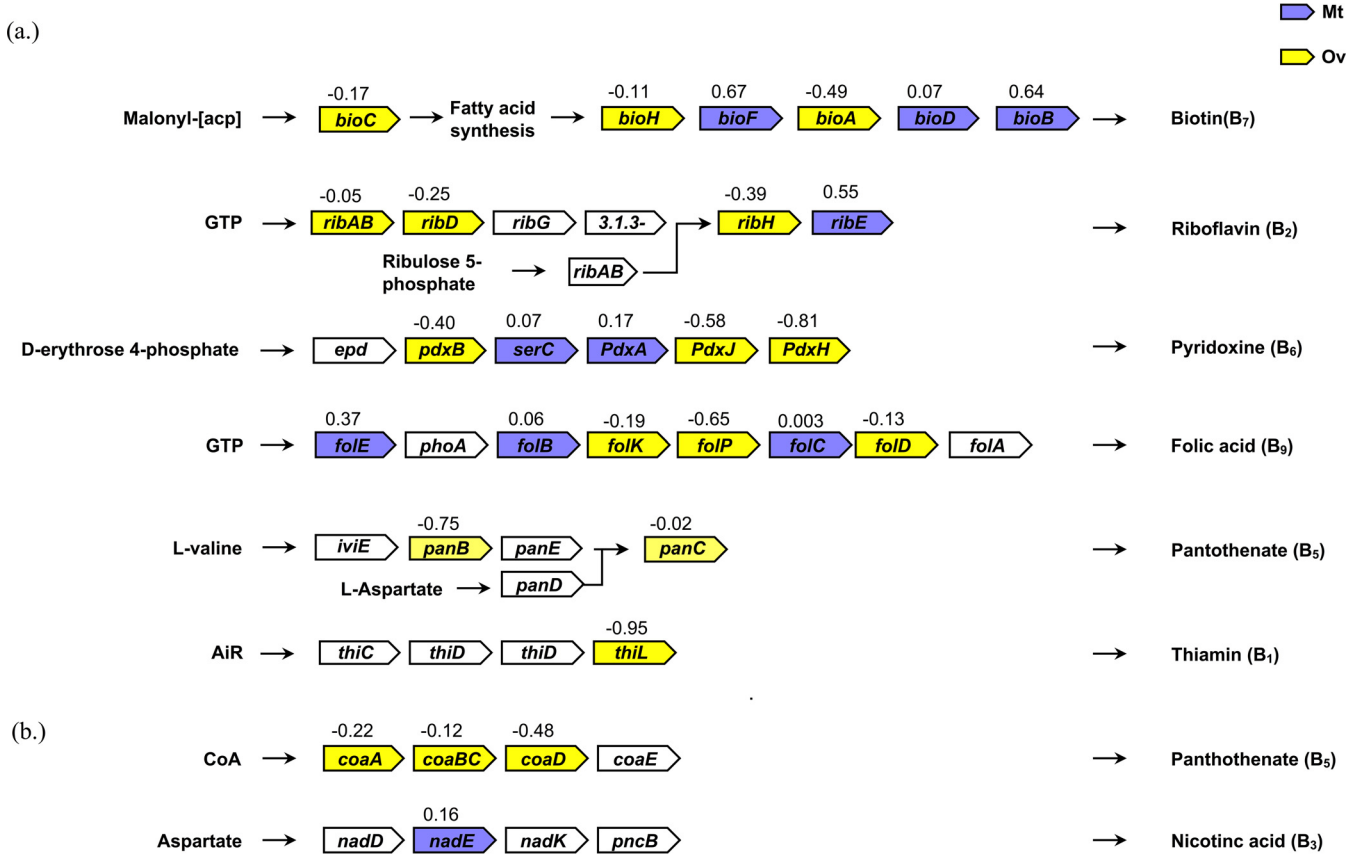 (a.)
Mt
Ov
-0.17 -0.11 0.67 -0.49 0.07 0.64
Malonyl-[acp] bioC Fatty acid synthesis bioH bioF bioA bioD bioB Biotin(B7)
-0.05 -0.25 -0.39 0.55
GTP ribAB ribD ribG 3.1.3- ribH ribE Riboflavin (B2)
Ribulose 5-phosphate ribAB
-0.40 0.07 0.17 -0.58 -0.81
D-erythrose 4-phosphate epd pdxB serC PdxA PdxJ PdxH Pyridoxine (B6)
0.37 0.06 -0.19 -0.65 0.003 -0.13
GTP folE phoA folB folK folP folC folD folA Folic acid (B9)
-0.75 -0.02
L-valine iviE panB panE panC Pantothenate (B5)
L-Aspartate panD
-0.95
AiR thiC thiD thiD thiL Thiamin (B1)
(b.)
-0.22 -0.12 -0.48
CoA coaA coaBC coaD coaE Panthothenate (B5)
0.16
Aspartate nadD nadE nadK pncB Nicotinc acid (B3)